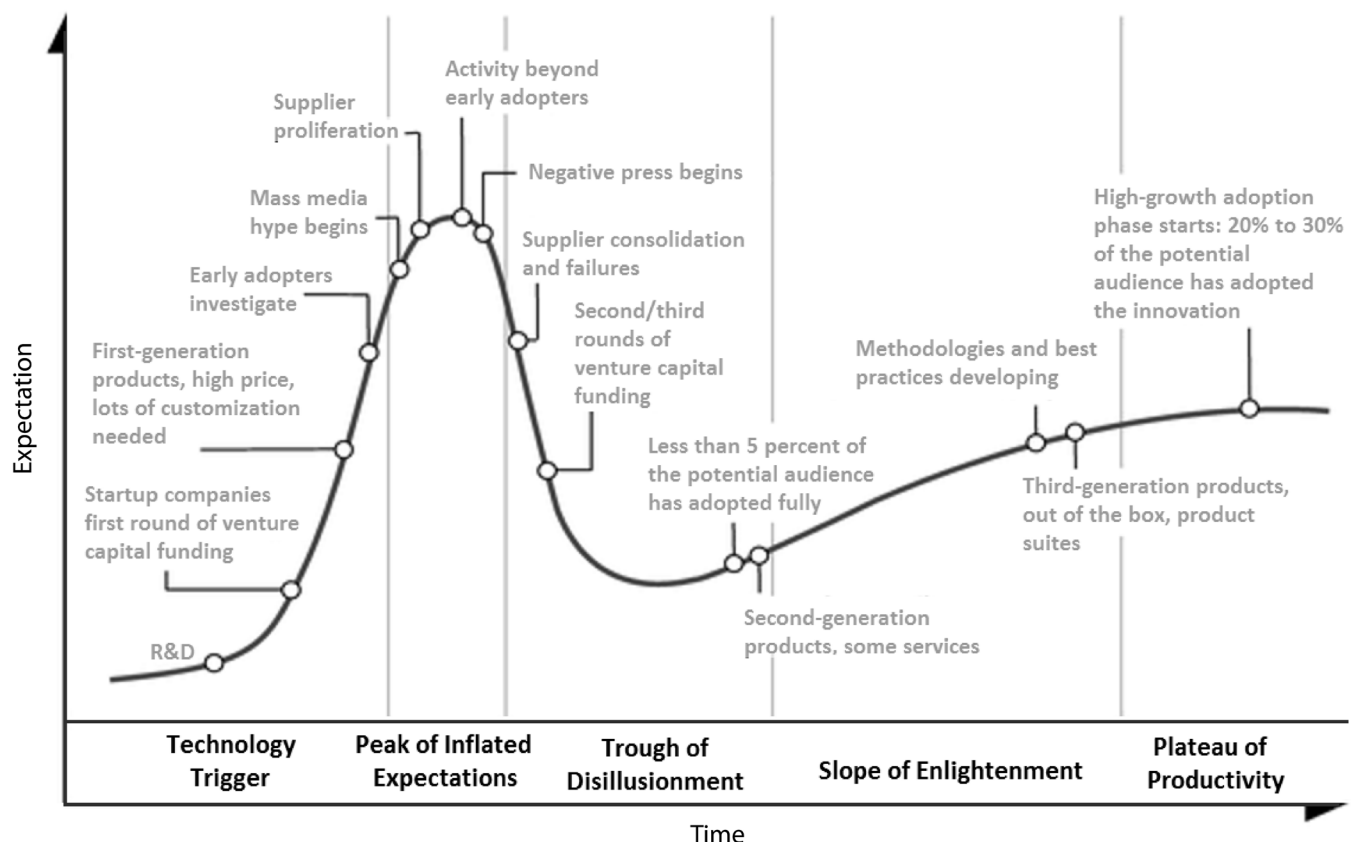 Activity beyond
early adopters
Supplier
proliferation
Negative press begins
Mass media
hype begins
High-growth adoption
phase starts: 20% to 30%
of the potential
audience has adopted
the innovation
Supplier consolidation
and failures
Early adopters
investigate
Second/third
rounds of
venture capital
funding
First-generation
products, high price,
lots of customization
needed
Methodologies and best
practices developing
Less than 5 percent of
the potential audience
has adopted fully
Startup companies
first round of venture
capital funding
Third-generation products,
out of the box, product
suites
Second-generation
products, some services
R&D
Expectation
Technology
Trigger
Peak of Inflated
Expectations
Trough of
Disillusionment
Slope of Enlightenment
Plateau of
Productivity
Time